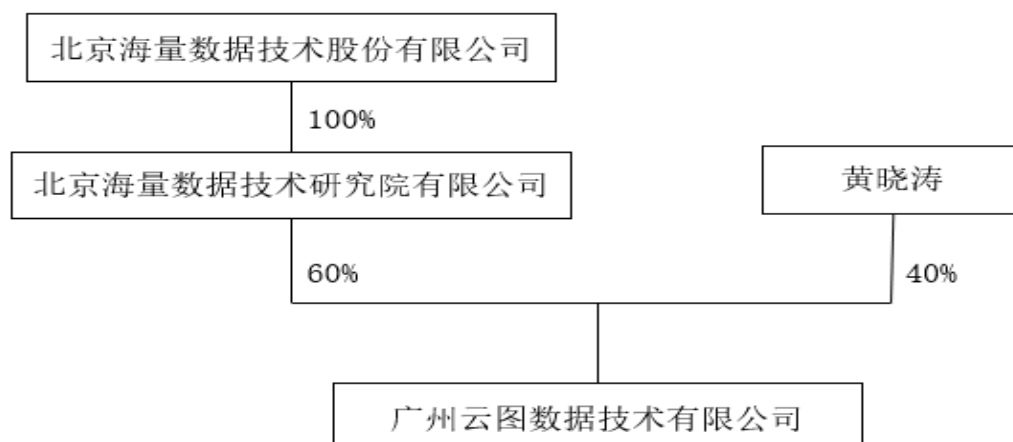 北京海量数据技术股份有限公司
100%
北京海量数据技术研究院有限公司
黄晓涛
60%
40%
广州云图数据技术有限公司